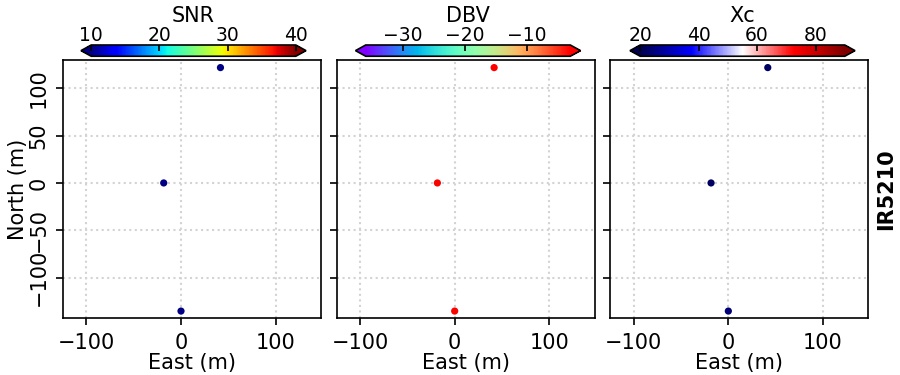 SNR DBV Xc
10 20 30 40 −30 −20 −10 20 40 60 80
100
50
0
−50
−100
North (m)
−100 0 100 −100 0 100 −100 0 100
East (m) East (m) East (m)
IR5210